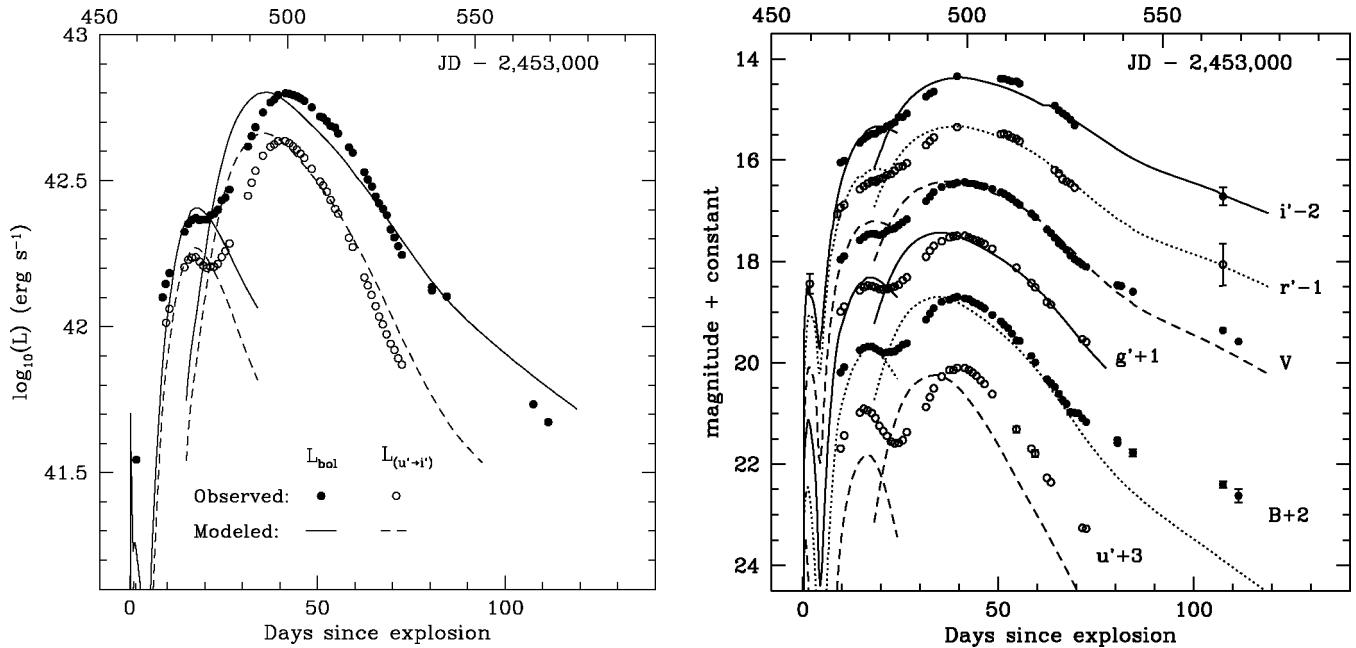 500 550
43
JD − 2,453,000
42.5
42
41.5
log₁₀(L) (erg s⁻¹)
L_bol L_(u'→i')
Observed:
Modeled:
0 50 100
Days since explosion
450 500 550
JD − 2,453,000
14
16
18
20
22
24
magnitude + constant
i'−2
r'−1
g'+1
V
B+2
u'+3
0 50 100
Days since explosion